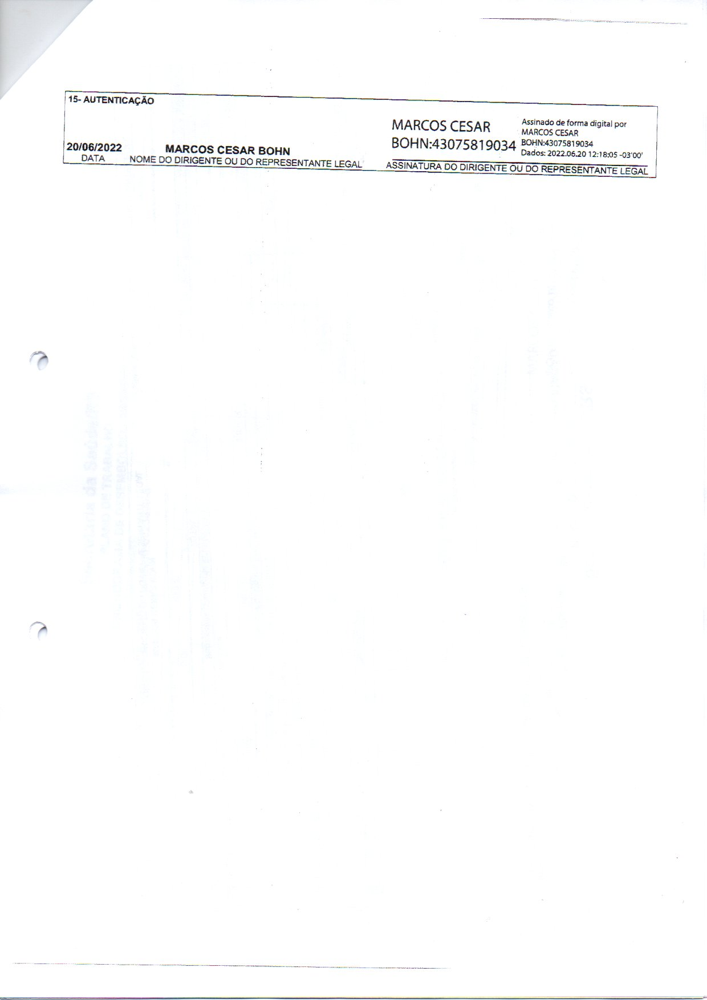 15- AUTENTICAÇÃO
MARCOS CESAR
BOHN:43075819034
Assinado de forma digital por
MARCOS CESAR
BOHN:43075819034
Dados: 2022.06.20 12:18:05 -03'00'
20/06/2022 MARCOS CESAR BOHN
DATA NOME DO DIRIGENTE OU DO REPRESENTANTE LEGAL ASSINATURA DO DIRIGENTE OU DO REPRESENTANTE LEGAL